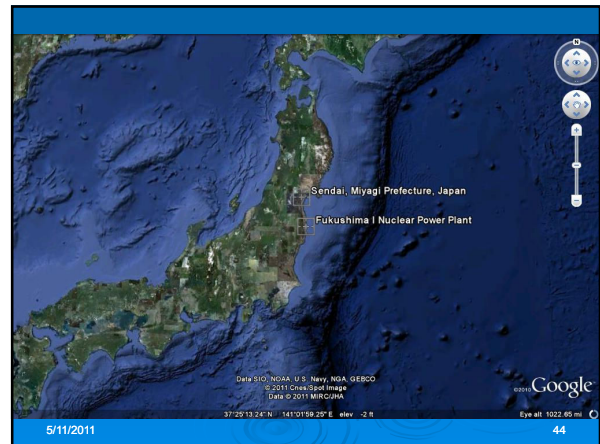 N
Sendai, Miyagi Prefecture, Japan
Fukushima I Nuclear Power Plant
Data SIO, NOAA, U.S. Navy, NGA, GEBCO
© 2011 Cnes/Spot Image
Data © 2011 MIRC/JHA
©2010 Google
37°25'13.24" N 141°01'59.25" E elev -2 ft
Eye alt 1022.65 mi
5/11/2011
44